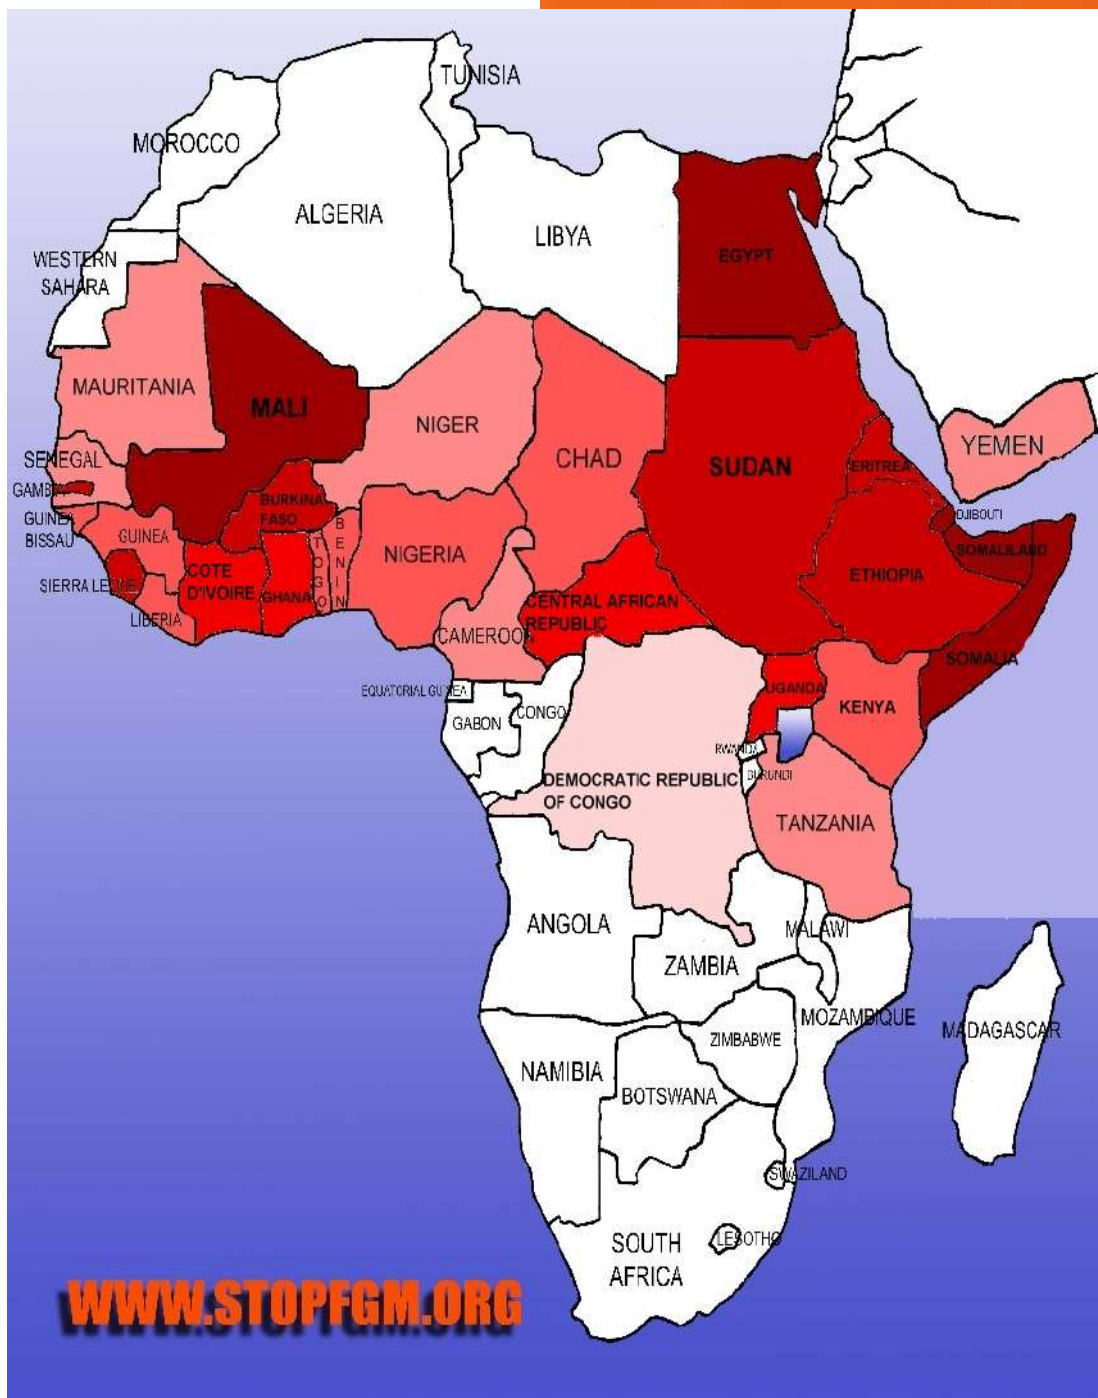 TUNISIA
MOROCCO
ALGERIA
LIBYA
EGYPT
WESTERN
SAHARA
MAURITANIA
MALI
NIGER
CHAD
SUDAN
ERITREA
YEMEN
SENEGAL
GAMBIA
GUINEA
BISSAU
GUINEA
BURKINA
FASO
BENIN
TOGO
NIGERIA
DJIBOUTI
SOMALILAND
ETHIOPIA
SIERRA LEONE
COTE
D'IVOIRE
GHANA
LIBERIA
CAMEROON
CENTRAL AFRICAN
REPUBLIC
SOMALIA
EQUATORIAL GUINEA
GABON
CONGO
UGANDA
KENYA
RWANDA
BURUNDI
DEMOCRATIC REPUBLIC
OF CONGO
TANZANIA
ANGOLA
ZAMBIA
MALAWI
MOZAMBIQUE
MADAGASCAR
ZIMBABWE
NAMIBIA
BOTSWANA
SWAZILAND
LESOTHO
SOUTH
AFRICA
WWW.STOPFGM.ORG